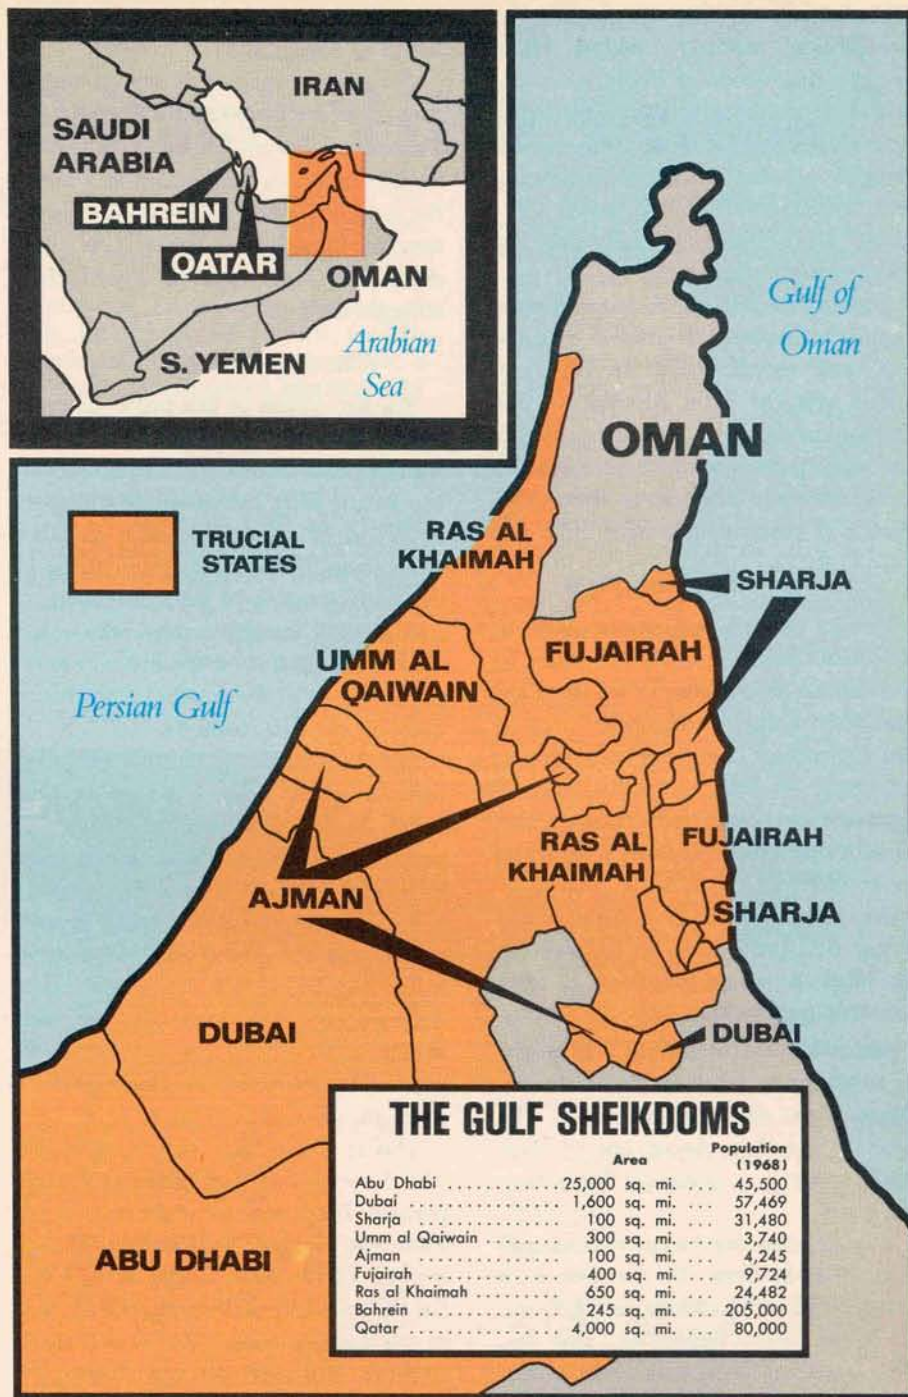 IRAN
SAUDI
ARABIA
BAHREIN
QATAR
OMAN
S. YEMEN
Arabian
Sea
Gulf of
Oman
OMAN
TRUCIAL
STATES
RAS AL
KHAIMAH
SHARJA
UMM AL
QAIWAIN
FUJAIRAH
Persian Gulf
RAS AL
KHAIMAH
FUJAIRAH
AJMAN
SHARJA
DUBAI
DUBAI
ABU DHABI
THE GULF SHEIKDOMS
Area Population
(1968)
Abu Dhabi ............ 25,000 sq. mi. .... 45,500
Dubai ................ 1,600 sq. mi. ... 57,469
Sharja ............... 100 sq. mi. ... 31,480
Umm al Qaiwain ........ 300 sq. mi. ... 3,740
Ajman ................ 100 sq. mi. ... 4,245
Fujairah .............. 400 sq. mi. ... 9,724
Ras al Khaimah ......... 650 sq. mi. ... 24,482
Bahrein ............... 245 sq. mi. ... 205,000
Qatar ................ 4,000 sq. mi. ... 80,000